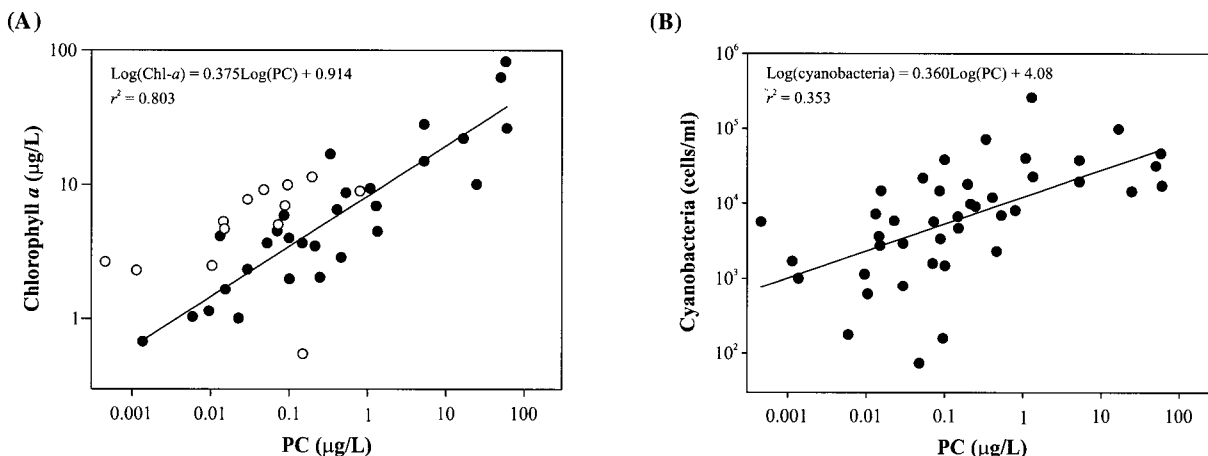 (A)
Log(Chl-a) = 0.375Log(PC) + 0.914
r² = 0.803
100
10
1
Chlorophyll a (µg/L)
0.001 0.01 0.1 1 10 100
PC (µg/L)
(B)
Log(cyanobacteria) = 0.360Log(PC) + 4.08
r² = 0.353
10⁶
10⁵
10⁴
10³
10²
Cyanobacteria (cells/ml)
0.001 0.01 0.1 1 10 100
PC (µg/L)